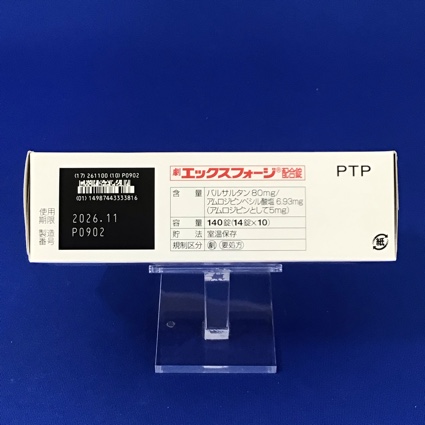 (17) 261100 (10) P0902
(01) 14987443333816
使用
期限
2026.11
製造
番号
P0902
劇 エックスフォージ®配合錠
含 量
バルサルタン 80mg/
アムロジピンベシル酸塩 6.93mg
(アムロジピンとして5mg)
容 量 140錠(14錠×10)
貯 法 室温保存
規制区分 劇 要処方
PTP
紙